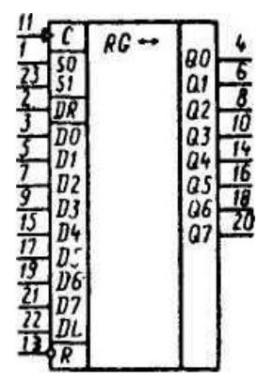 11 C RG ↔
1 S0 Q0 4
23 S1 Q1 6
2 DR Q2 8
3 D0 Q3 10
5 D1 Q4 14
7 D2 Q5 16
9 D3 Q6 18
15 D4 Q7 20
17
19 D6
21 D7
22 DL
13 R